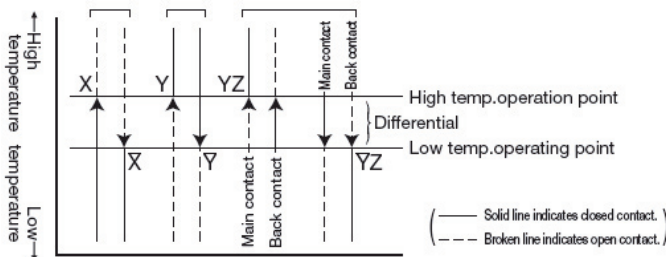 High temperature
Low temperature
X
X̅
Y
Y̅
YZ
Main contact
Back contact
Main contact
Back contact
Y̅Z
High temp.operation point
Differential
Low temp.operating point
Solid line indicates closed contact.
Broken line indicates open contact.